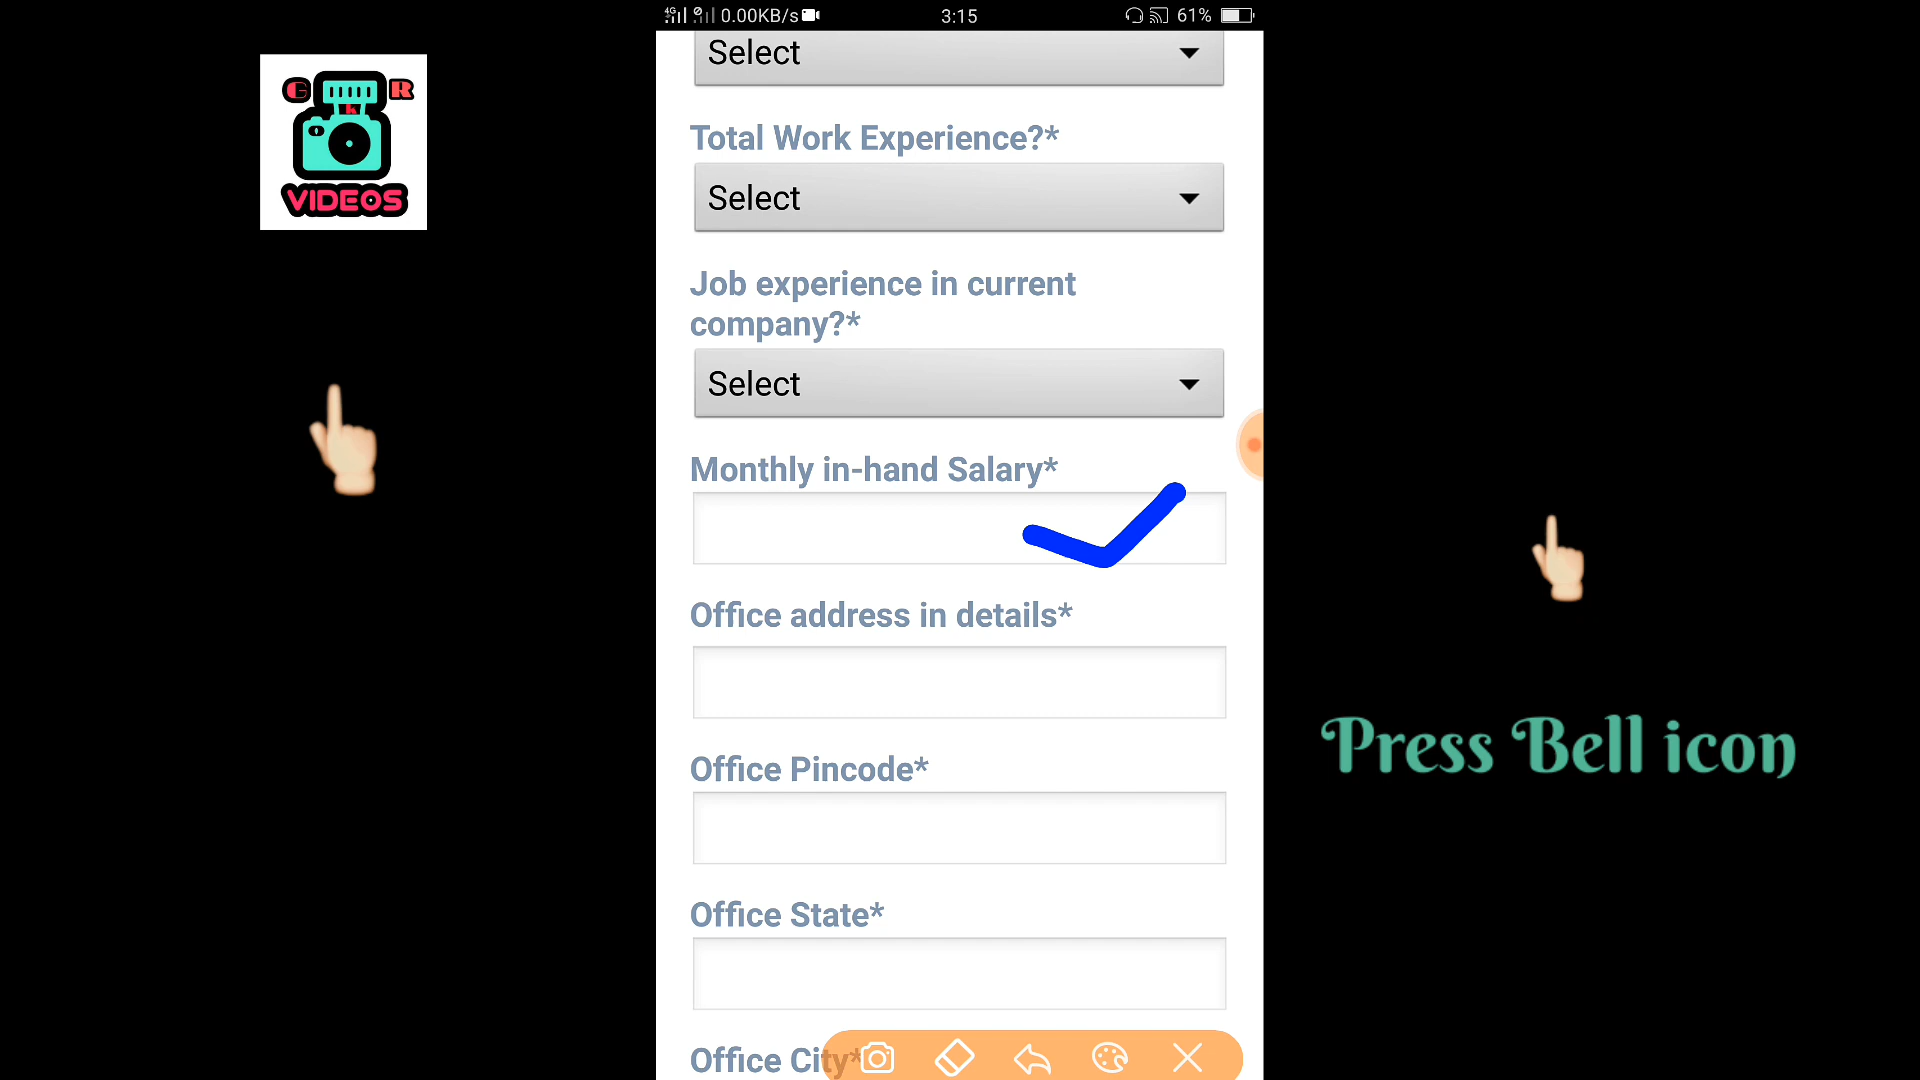 4G
0.00KB/s
3:15
61%
G R
VIDEOS
Select
Total Work Experience?*
Select
Job experience in current
company?*
Select
Monthly in-hand Salary*
Office address in details*
Office Pincode*
Office State*
Office City*
Press Bell icon